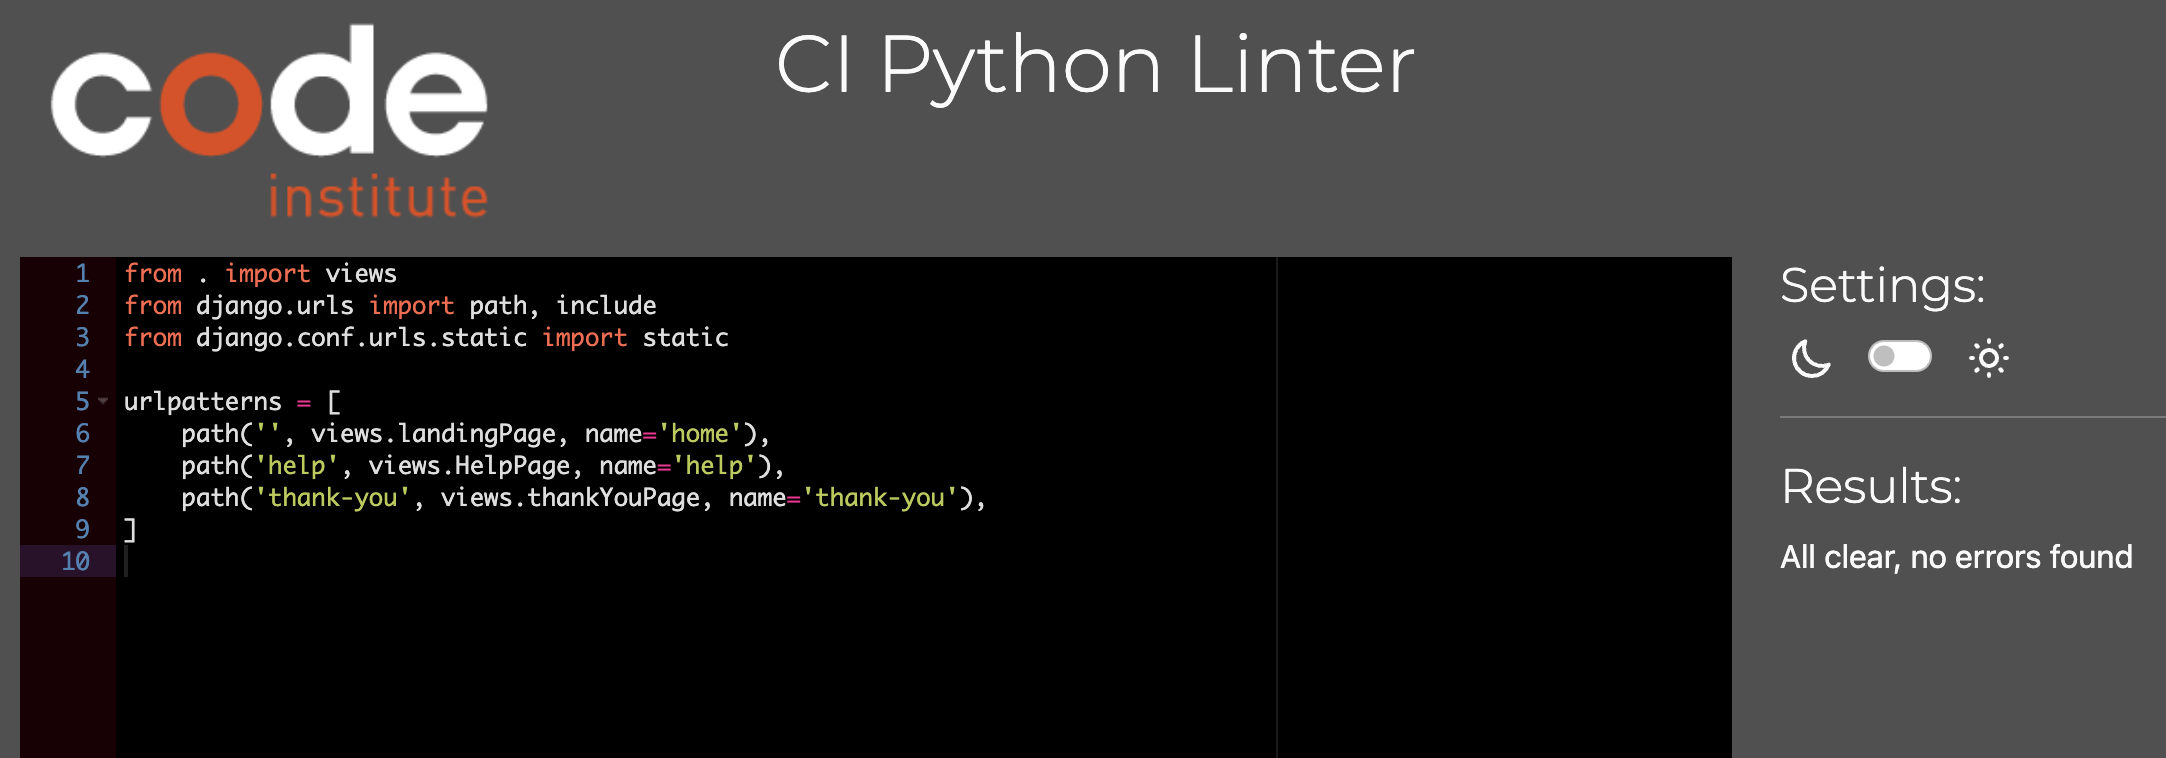 code
institute
CI Python Linter
1 from . import views
2 from django.urls import path, include
3 from django.conf.urls.static import static
4
5 urlpatterns = [
6     path('', views.landingPage, name='home'),
7     path('help', views.HelpPage, name='help'),
8     path('thank-you', views.thankYouPage, name='thank-you'),
9 ]
10
Settings:
Results:
All clear, no errors found